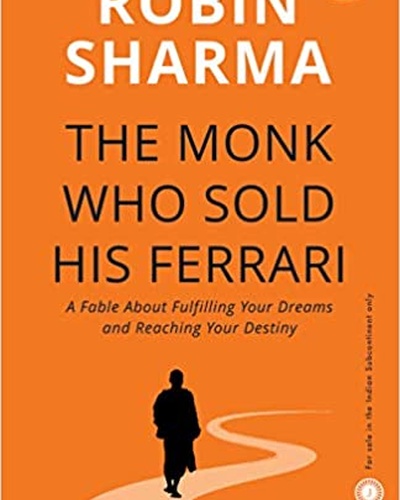 ROBIN
SHARMA
THE MONK
WHO SOLD
HIS FERRARI
A Fable About Fulfilling Your Dreams
and Reaching Your Destiny
For sale in the Indian Subcontinent only
J